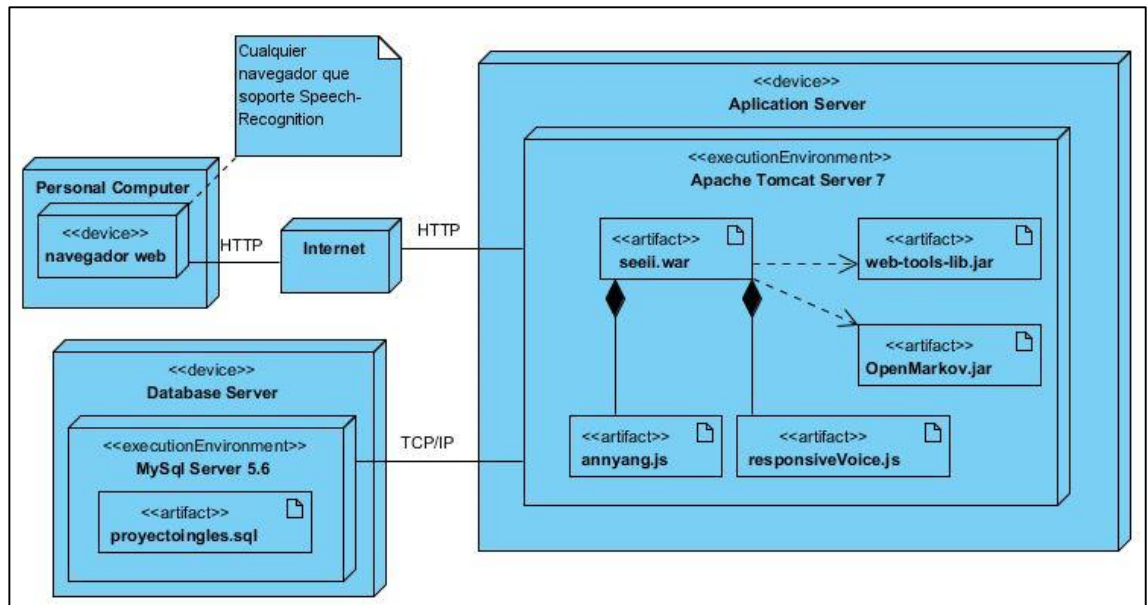 Cualquier
navegador que
soporte Speech-
Recognition
Personal Computer
<<device>>
navegador web
HTTP
Internet
HTTP
<<device>>
Aplication Server
<<executionEnvironment>>
Apache Tomcat Server 7
<<artifact>>
seeii.war
<<artifact>>
web-tools-lib.jar
<<artifact>>
OpenMarkov.jar
<<artifact>>
annyang.js
<<artifact>>
responsiveVoice.js
<<device>>
Database Server
<<executionEnvironment>>
MySql Server 5.6
<<artifact>>
proyectoingles.sql
TCP/IP